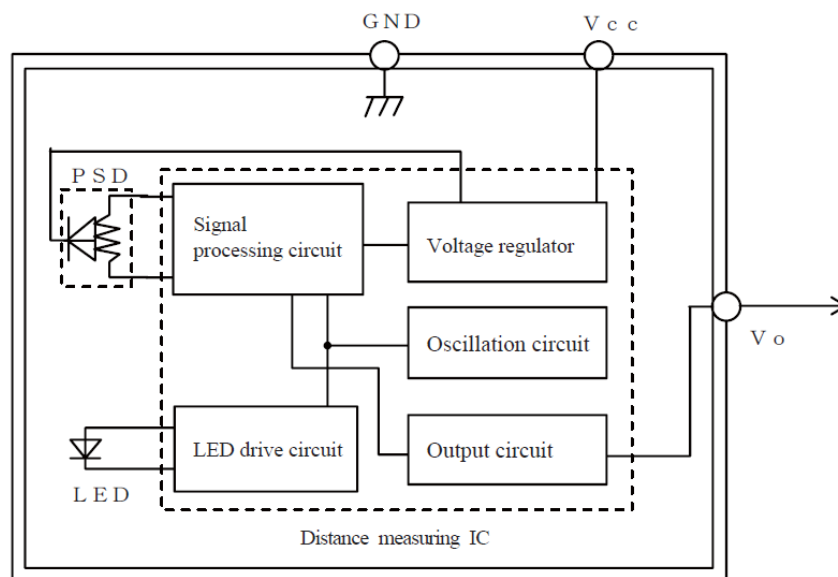 GND
Vcc
PSD
Signal
processing circuit
Voltage regulator
Oscillation circuit
Vo
LED drive circuit
Output circuit
LED
Distance measuring IC